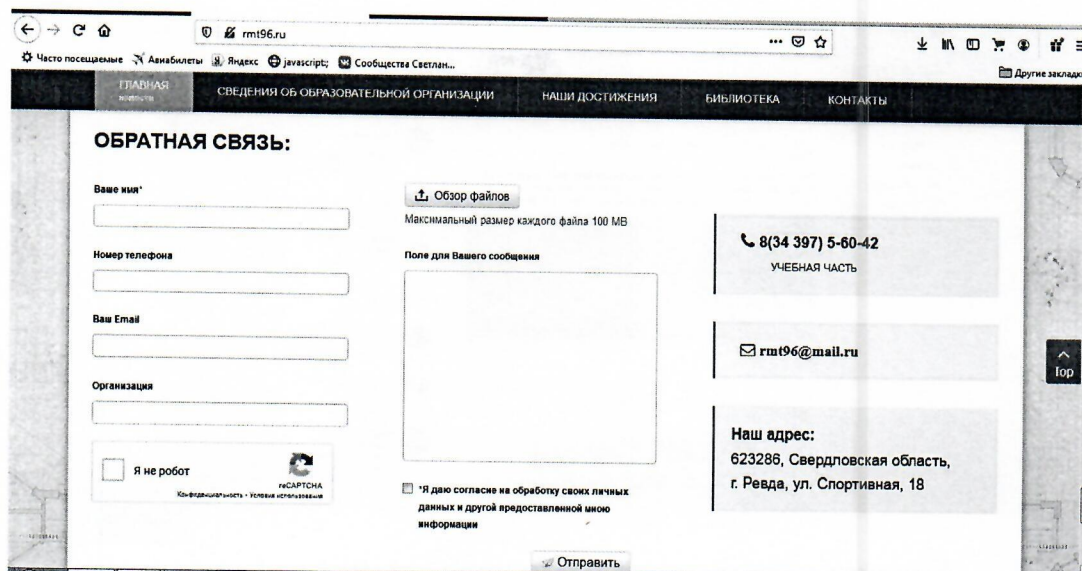 rmt96.ru
Часто посещаемые Авиабилеты Яндекс javascript:; Сообщества Светлан...
Другие закладки
ГЛАВНАЯ СВЕДЕНИЯ ОБ ОБРАЗОВАТЕЛЬНОЙ ОРГАНИЗАЦИИ НАШИ ДОСТИЖЕНИЯ БИБЛИОТЕКА КОНТАКТЫ
новости
ОБРАТНАЯ СВЯЗЬ:
Ваше имя*
Номер телефона
Ваш Email
Организация
Я не робот
reCAPTCHA
Конфиденциальность - Условия использования
Обзор файлов
Максимальный размер каждого файла 100 MB
Поле для Вашего сообщения
*Я даю согласие на обработку своих личных
данных и другой предоставленной мною
информации
Отправить
8(34 397) 5-60-42
УЧЕБНАЯ ЧАСТЬ
rmt96@mail.ru
Наш адрес:
623286, Свердловская область,
г. Ревда, ул. Спортивная, 18
Top